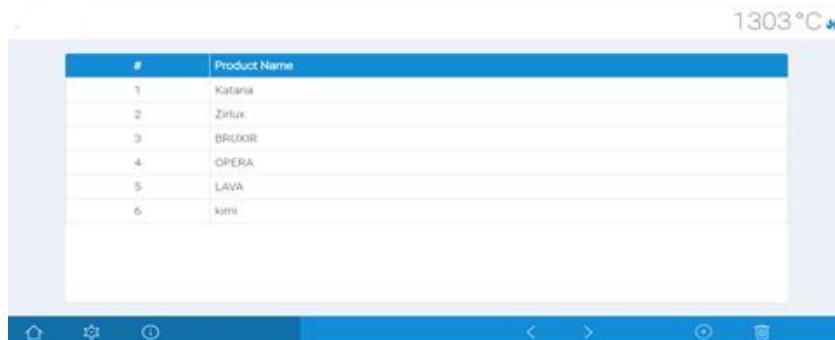 1303°C
# Product Name
1 Katana
2 Zirlux
3 BRUXIR
4 OPERA
5 LAVA
6 kimi